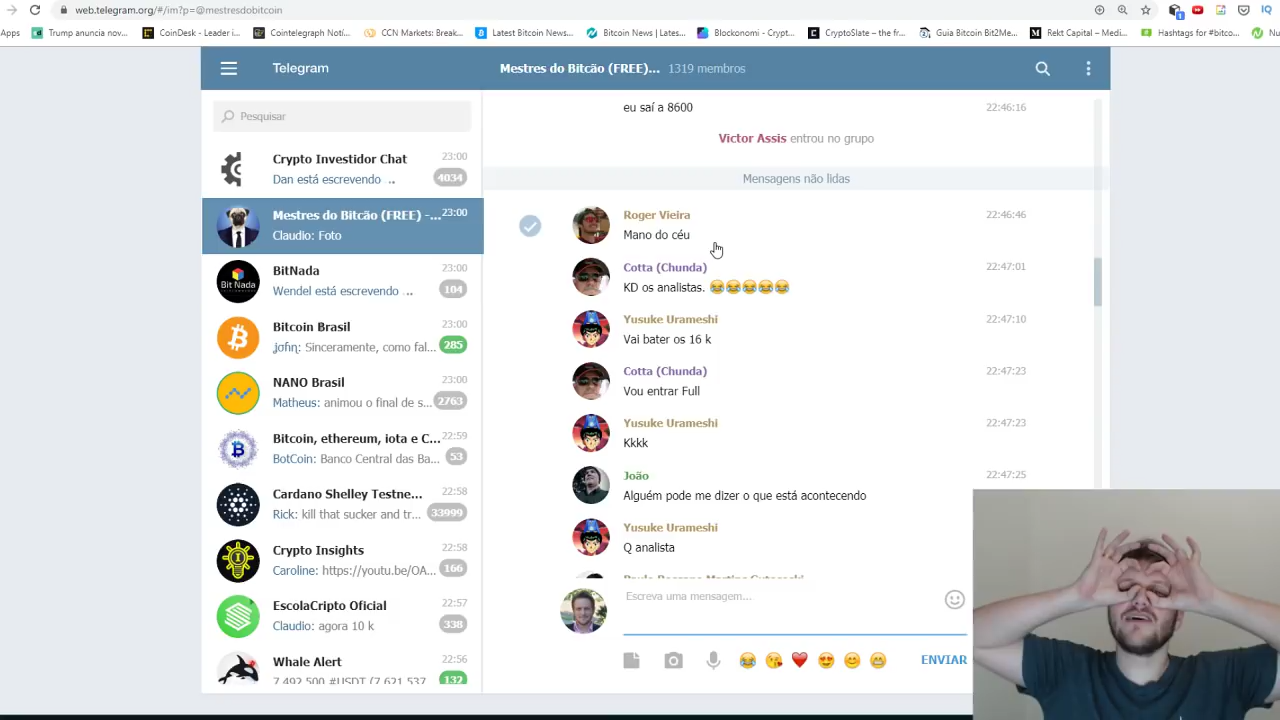 web.telegram.org/#/im?p=@mestresdobitcoin
Apps
Trump anuncia nov...
CoinDesk - Leader i...
Cointelegraph Noti...
CCN Markets: Break...
Latest Bitcoin News...
Bitcoin News | Lates...
Blockonomi - Crypt...
CryptoSlate – the fr...
Guia Bitcoin Bit2Me...
Rekt Capital – Medi...
Hashtags for #bitco...
Telegram
Mestres do Bitcão (FREE)... 1319 membros
Pesquisar
Crypto Investidor Chat 23:00
Dan está escrevendo .. 4034
Mestres do Bitcão (FREE) -... 23:00
Claudio: Foto
BitNada 23:00
Bit Nada
Wendel está escrevendo ... 184
Bitcoin Brasil 23:00
Sinceramente, como fal... 285
NANO Brasil 23:00
Matheus: animou o final de s... 2763
Bitcoin, ethereum, iota e C... 22:59
BotCoin: Banco Central das Ba... 53
Cardano Shelley Testne... 22:58
Rick: kill that sucker and tr... 33999
Crypto Insights 22:58
Caroline: https://youtu.be/OA... 166
EscolaCripto Oficial 22:57
Claudio: agora 10 k 338
Whale Alert 22:56
7,492,500 #USDT (7,621,537 132
eu saí a 8600 22:46:16
Victor Assis entrou no grupo
Mensagens não lidas
Roger Vieira 22:46:46
Mano do céu
Cotta (Chunda) 22:47:01
KD os analistas. 😂😂😂😂😂
Yusuke Urameshi 22:47:10
Vai bater os 16 k
Cotta (Chunda) 22:47:23
Vou entrar Full
Yusuke Urameshi 22:47:23
Kkkk
João 22:47:25
Alguém pode me dizer o que está acontecendo
Yusuke Urameshi
Q analista
Escreva uma mensagem...
ENVIAR